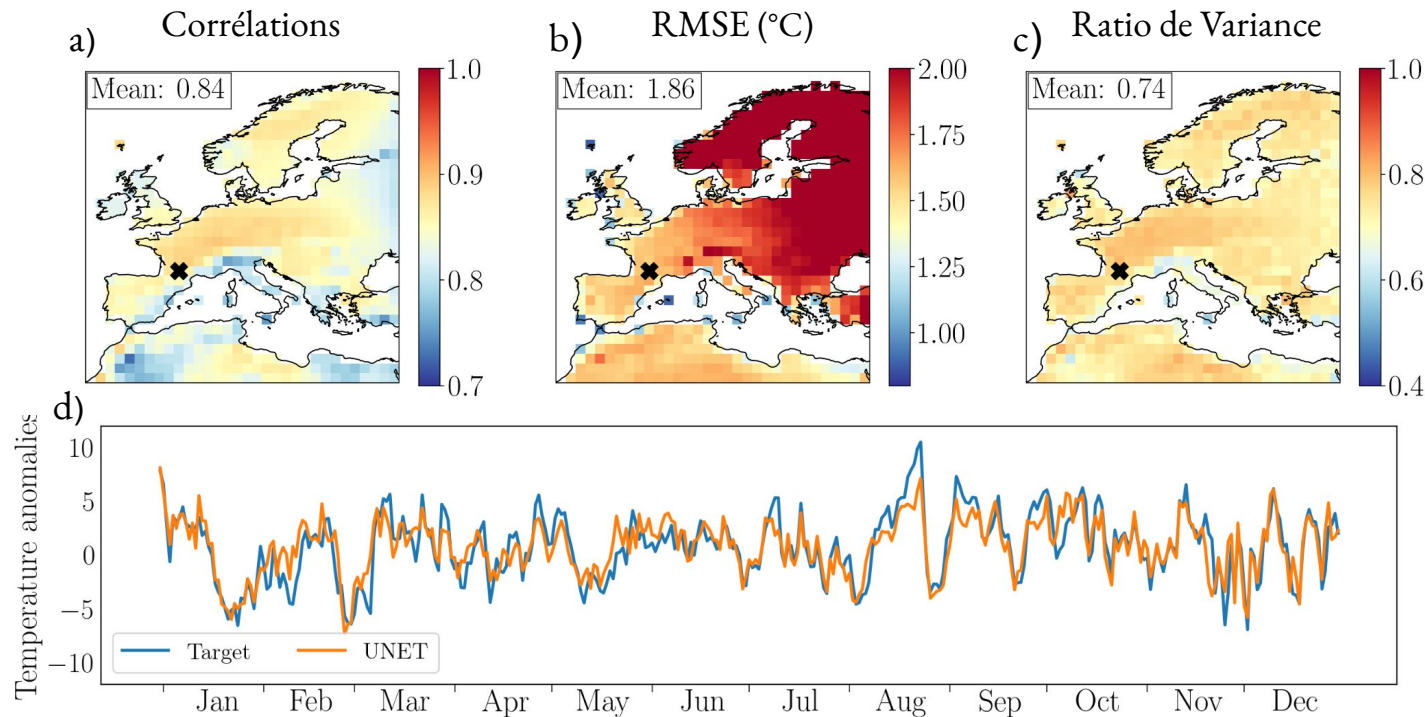 Corrélations
RMSE (°C)
Ratio de Variance
a)
b)
c)
Mean: 0.84
Mean: 1.86
Mean: 0.74
1.0
0.9
0.8
0.7
2.00
1.75
1.50
1.25
1.00
1.0
0.8
0.6
0.4
d)
Temperature anomalies
10
5
0
−5
−10
Target
UNET
Jan Feb Mar Apr May Jun Jul Aug Sep Oct Nov Dec